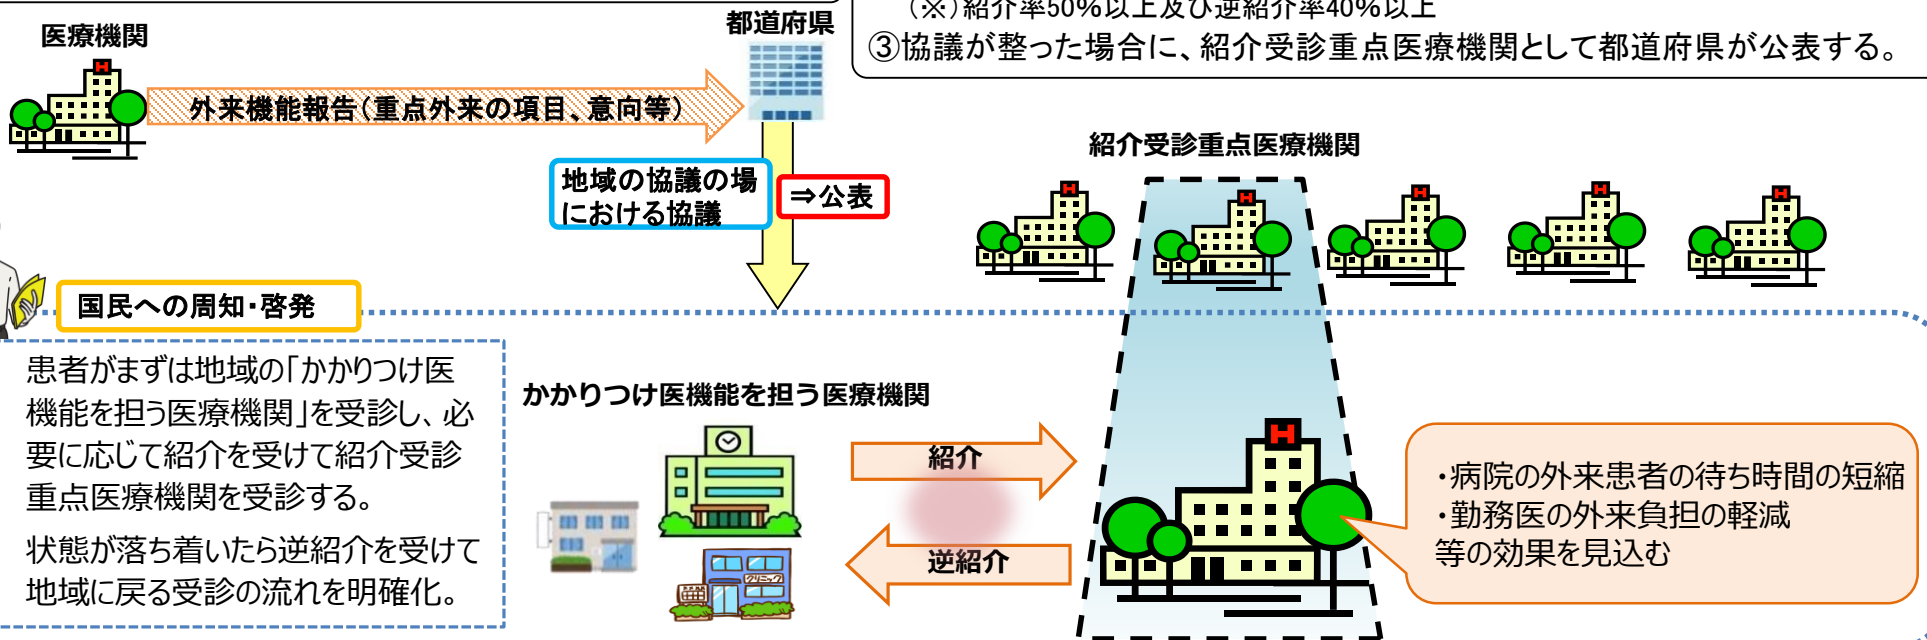 (※)紹介率50%以上及び逆紹介率40%以上
③協議が整った場合に、紹介受診重点医療機関として都道府県が公表する。
医療機関
都道府県
外来機能報告(重点外来の項目、意向等)
地域の協議の場
における協議
⇒公表
紹介受診重点医療機関
国民への周知・啓発
患者がまずは地域の「かかりつけ医
機能を担う医療機関」を受診し、必
要に応じて紹介を受けて紹介受診
重点医療機関を受診する。
状態が落ち着いたら逆紹介を受けて
地域に戻る受診の流れを明確化。
かかりつけ医機能を担う医療機関
クリニック
紹介
逆紹介
・病院の外来患者の待ち時間の短縮
・勤務医の外来負担の軽減
等の効果を見込む
H
H
H
H
H
H
H